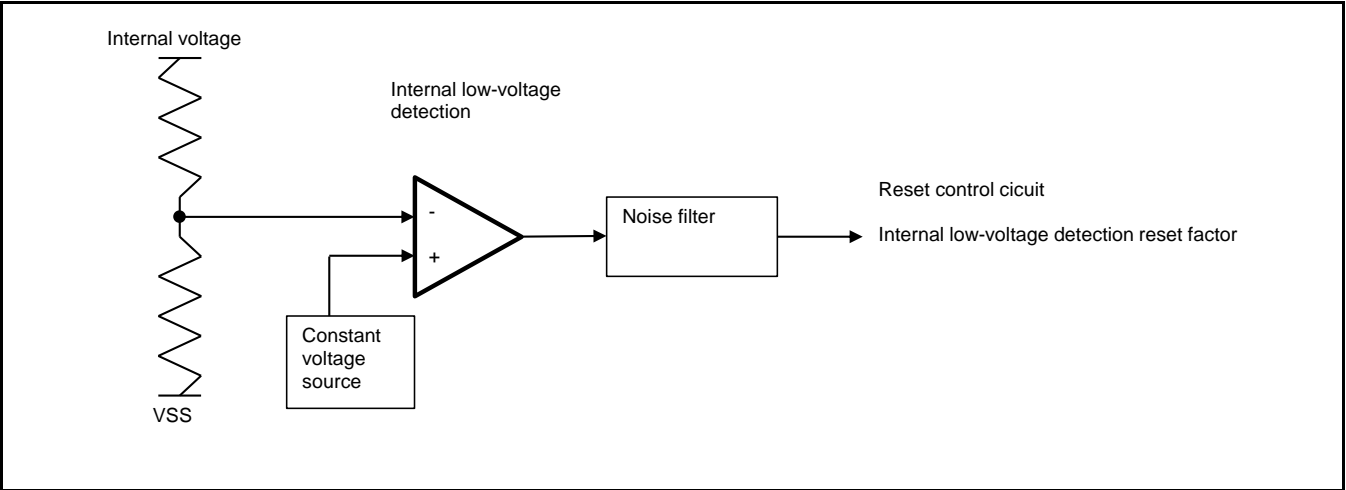 Internal voltage
Internal low-voltage
detection
-
+
Noise filter
Reset control cicuit
Internal low-voltage detection reset factor
Constant
voltage
source
VSS